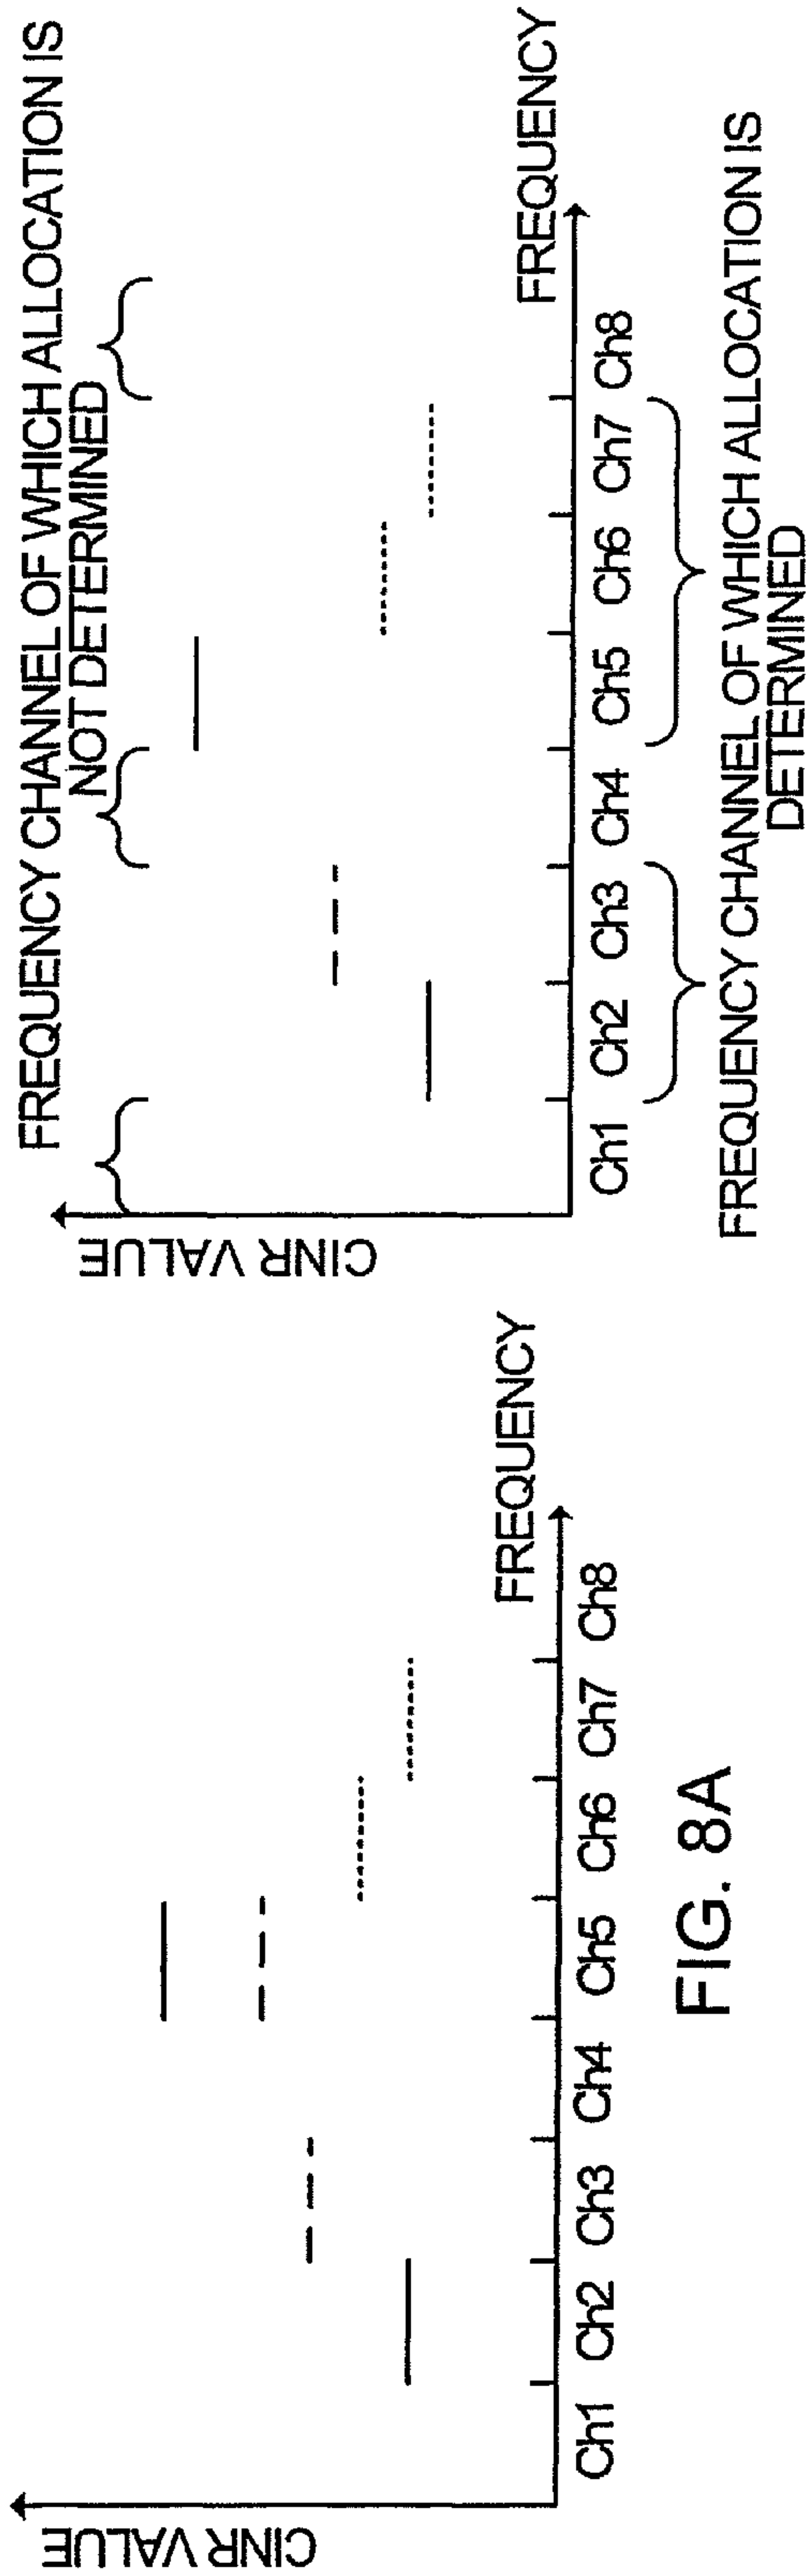 CINR VALUE
FREQUENCY
Ch1 Ch2 Ch3 Ch4 Ch5 Ch6 Ch7 Ch8
FIG. 8A
FREQUENCY CHANNEL OF WHICH ALLOCATION IS
NOT DETERMINED
CINR VALUE
FREQUENCY
Ch1 Ch2 Ch3 Ch4 Ch5 Ch6 Ch7 Ch8
FREQUENCY CHANNEL OF WHICH ALLOCATION IS
DETERMINED